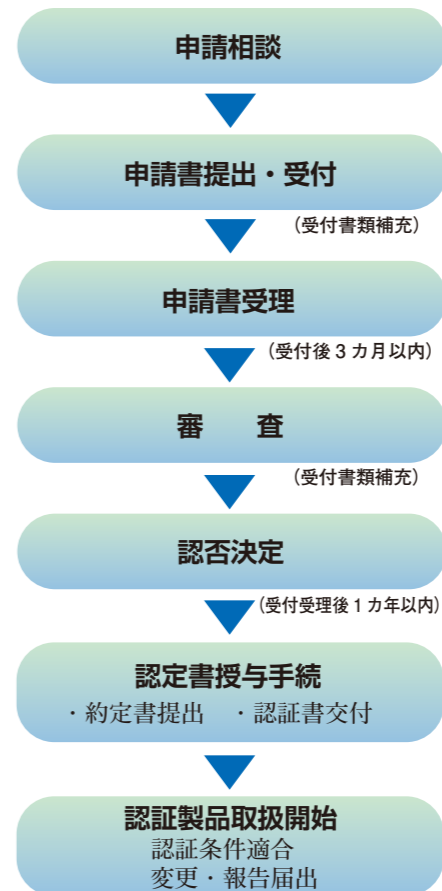 申請相談
申請書提出・受付
(受付書類補充)
申請書受理
(受付後3カ月以内)
審　　査
(受付書類補充)
認否決定
(受付受理後1カ年以内)
認定書授与手続
・約定書提出　・認証書交付
認証製品取扱開始
認証条件適合
変更・報告届出